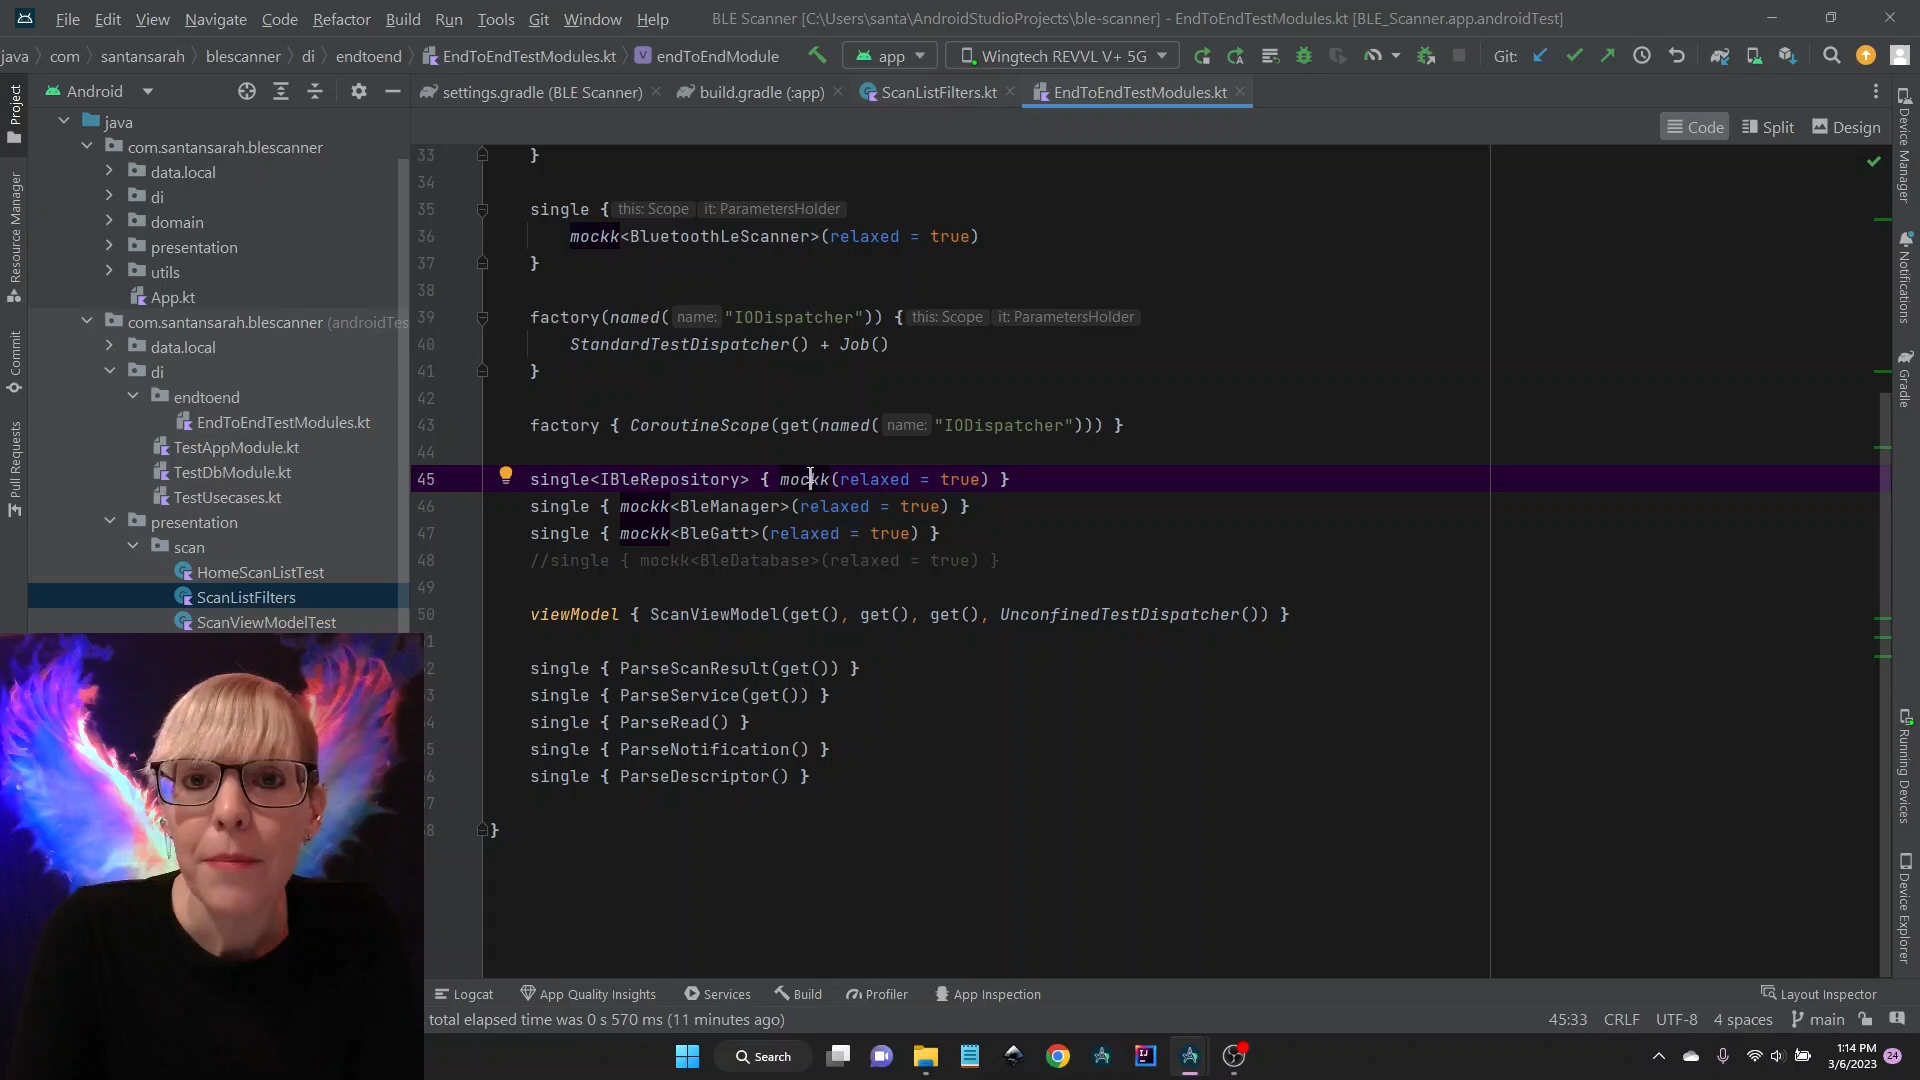 File Edit View Navigate Code Refactor Build Run Tools Git Window Help BLE Scanner [C:\Users\santa\AndroidStudioProjects\ble-scanner] - EndToEndTestModules.kt [BLE_Scanner.app.androidTest]
java com santansarah blescanner di endtoend EndToEndTestModules.kt endToEndModule app Wingtech REVVL V+ 5G Git:
Android settings.gradle (BLE Scanner) build.gradle (:app) ScanListFilters.kt EndToEndTestModules.kt
Code Split Design
Project
Resource Manager
Commit
Pull Requests
java
com.santansarah.blescanner
data.local
di
domain
presentation
utils
App.kt
com.santansarah.blescanner (androidTes
data.local
di
endtoend
EndToEndTestModules.kt
TestAppModule.kt
TestDbModule.kt
TestUsecases.kt
presentation
scan
HomeScanListTest
ScanListFilters
ScanViewModelTest
33 }
34
35 single { this: Scope it: ParametersHolder
36 mockk<BluetoothLeScanner>(relaxed = true)
37 }
38
39 factory(named( name: "IODispatcher")) { this: Scope it: ParametersHolder
40 StandardTestDispatcher() + Job()
41 }
42
43 factory { CoroutineScope(get(named( name: "IODispatcher"))) }
44
45 single<IBleRepository> { mockk(relaxed = true) }
46 single { mockk<BleManager>(relaxed = true) }
47 single { mockk<BleGatt>(relaxed = true) }
48 //single { mockk<BleDatabase>(relaxed = true) }
49
50 viewModel { ScanViewModel(get(), get(), get(), UnconfinedTestDispatcher()) }
1
2 single { ParseScanResult(get()) }
3 single { ParseService(get()) }
4 single { ParseRead() }
5 single { ParseNotification() }
6 single { ParseDescriptor() }
7
8 }
Device Manager
Notifications
Gradle
Running Devices
Device Explorer
Logcat App Quality Insights Services Build Profiler App Inspection Layout Inspector
total elapsed time was 0 s 570 ms (11 minutes ago) 45:33 CRLF UTF-8 4 spaces main
Search
1:14 PM
3/6/2023
24